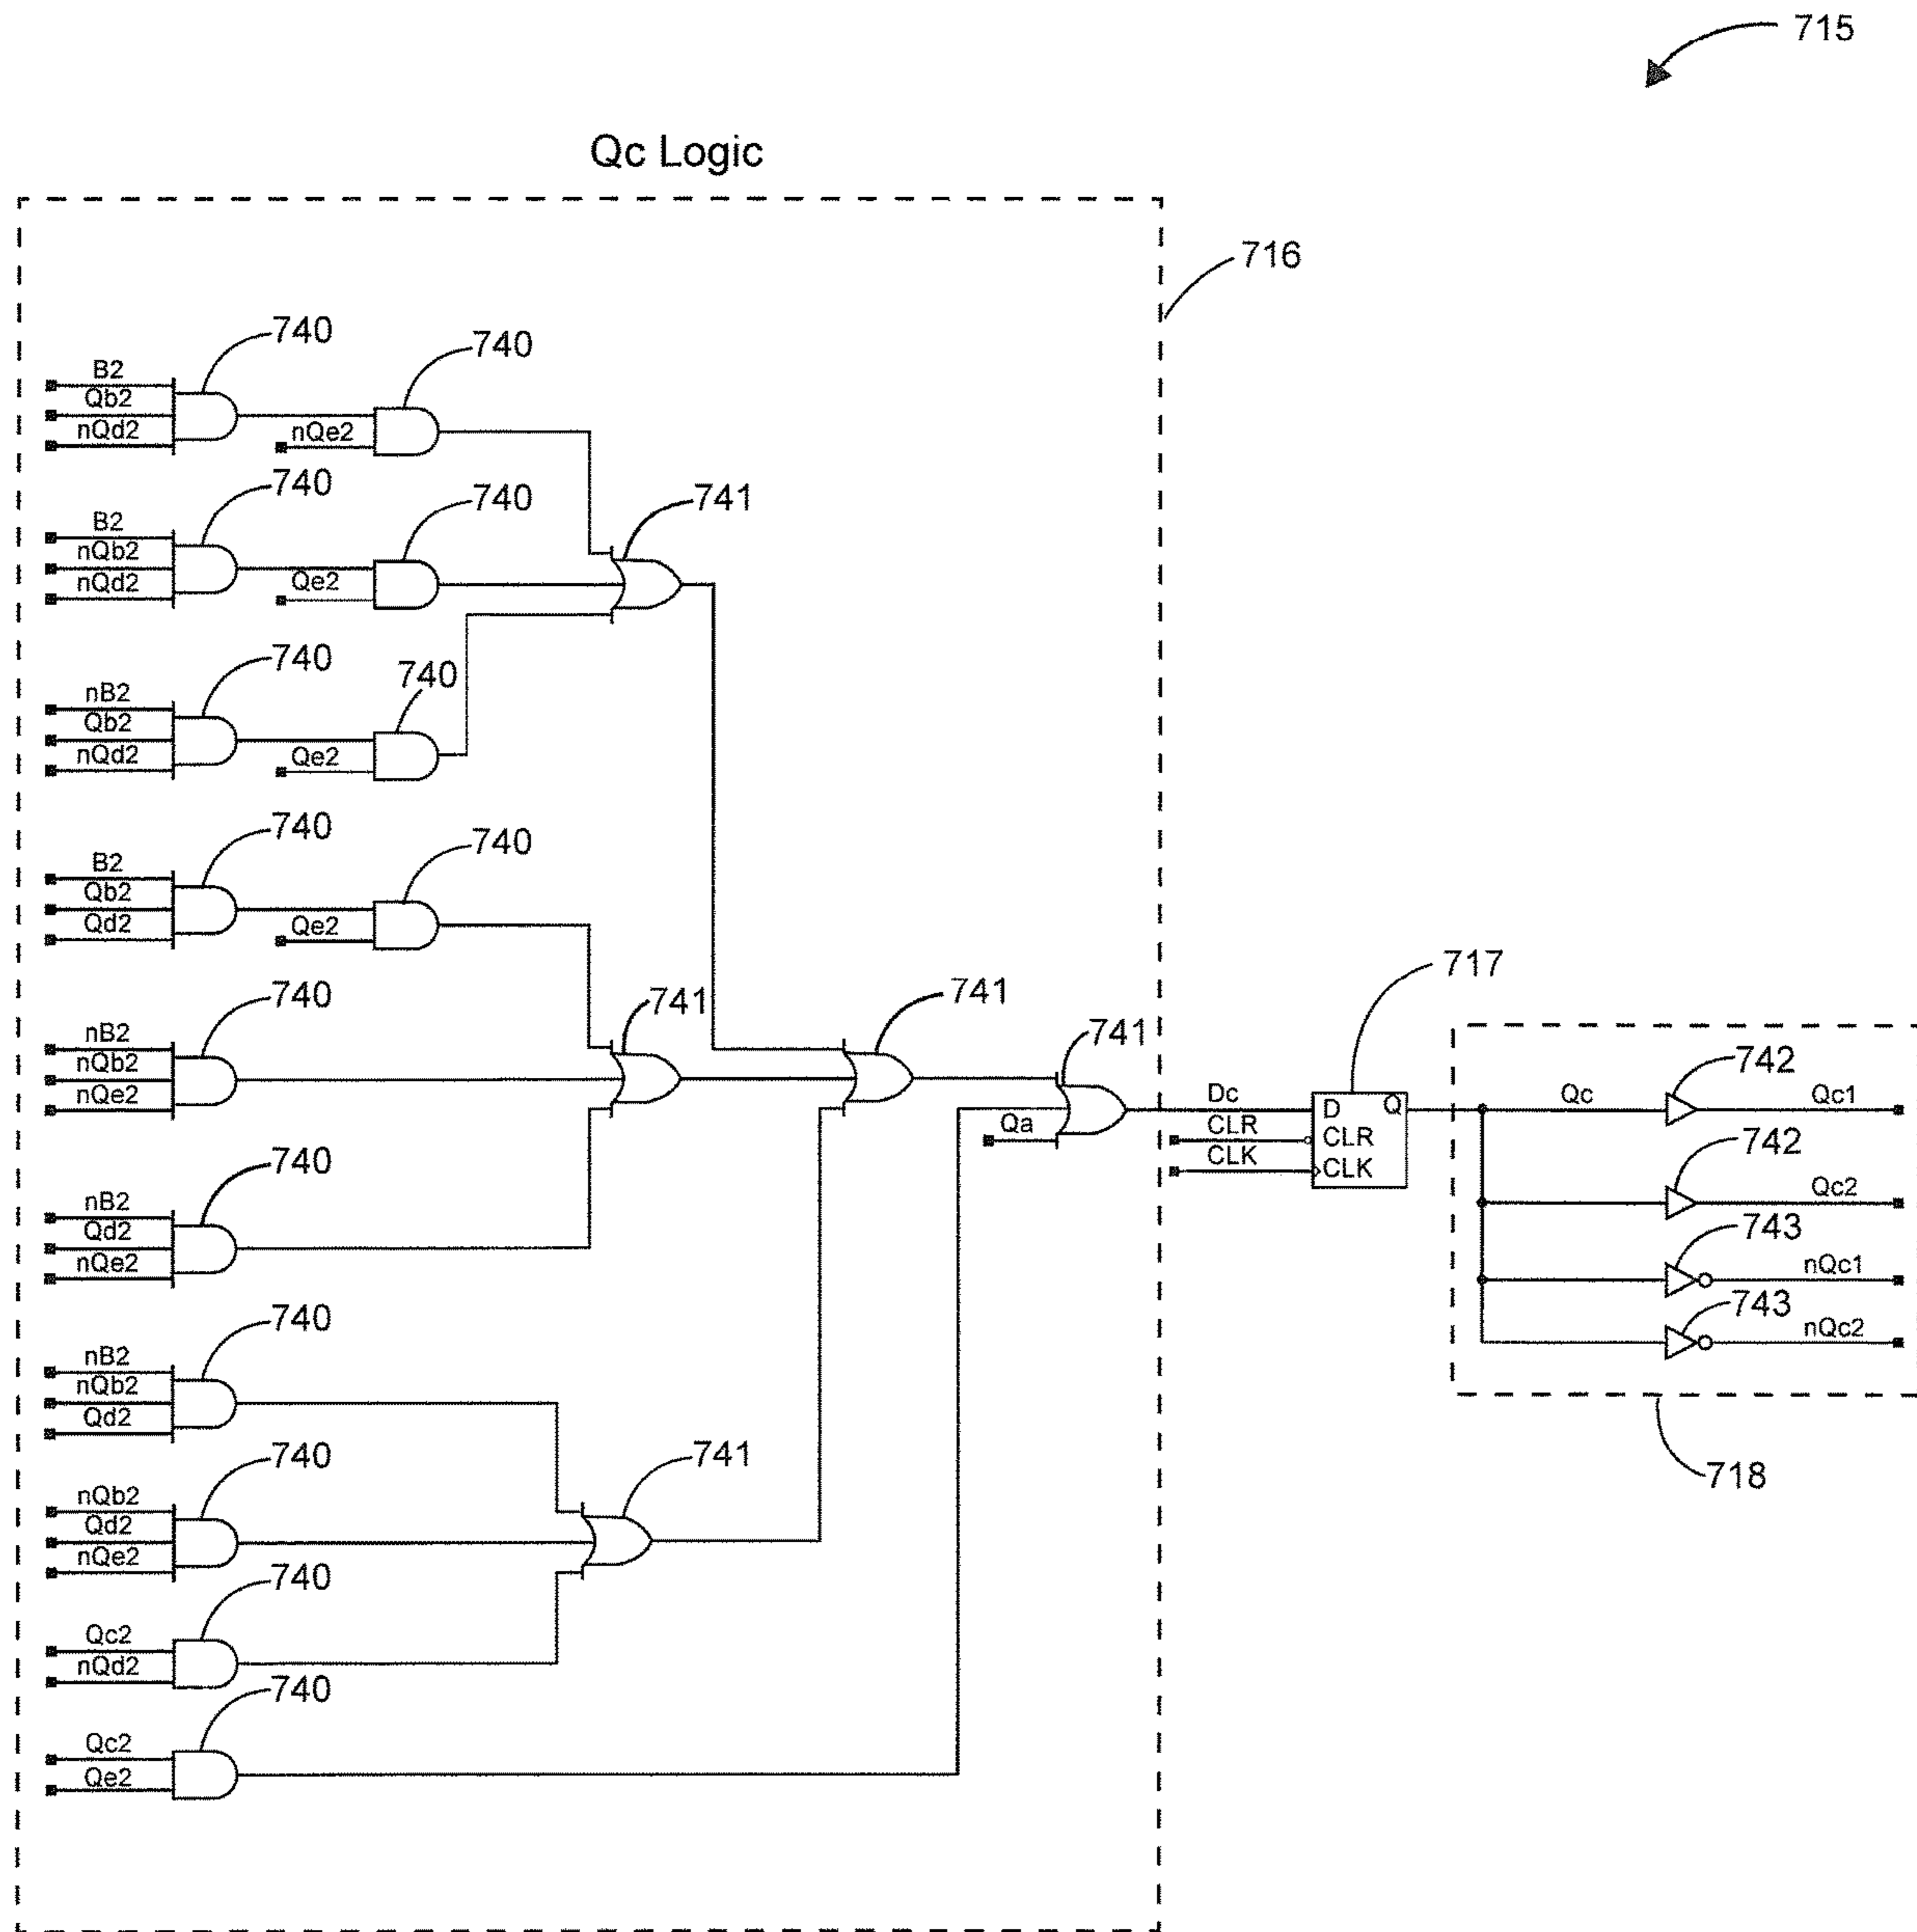 715
Qc Logic
716
740
740
B2
Qb2
nQd2
nQe2
740
740
741
B2
nQb2
nQd2
Qe2
740
740
nB2
Qb2
nQd2
Qe2
740
740
B2
Qb2
Qd2
Qe2
740
741
741
741
717
nB2
nQb2
nQe2
Qa
Dc
CLR
CLK
D
Q
CLR
CLK
742
Qc
Qc1
742
Qc2
743
nQc1
743
nQc2
718
740
nB2
Qd2
nQe2
740
nB2
nQb2
Qd2
740
741
nQb2
Qd2
nQe2
740
Qc2
nQd2
740
Qc2
Qe2